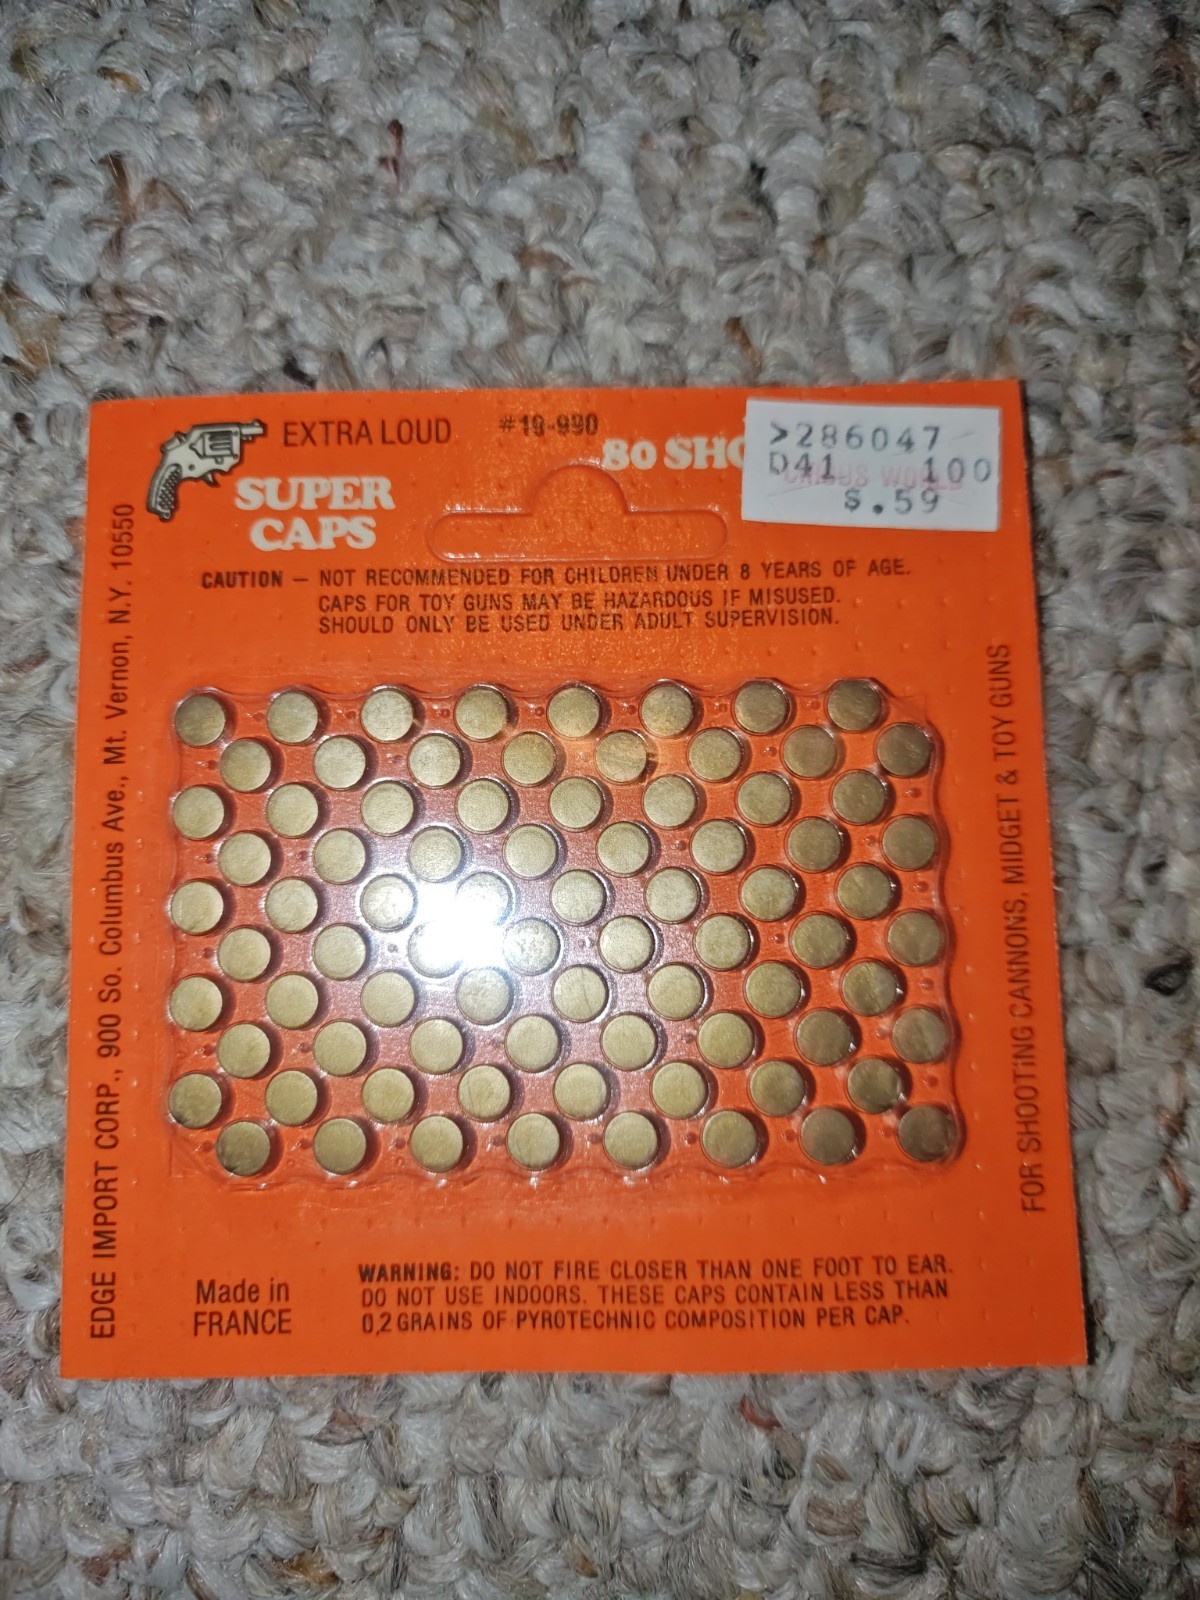 EXTRA LOUD
#19-990
80 SHO
SUPER
CAPS
>286047
D41 100
$.59
CAUTION — NOT RECOMMENDED FOR CHILDREN UNDER 8 YEARS OF AGE.
CAPS FOR TOY GUNS MAY BE HAZARDOUS IF MISUSED.
SHOULD ONLY BE USED UNDER ADULT SUPERVISION.
EDGE IMPORT CORP., 900 So. Columbus Ave., Mt. Vernon, N.Y. 10550
FOR SHOOTING CANNONS, MIDGET & TOY GUNS
Made in
FRANCE
WARNING: DO NOT FIRE CLOSER THAN ONE FOOT TO EAR.
DO NOT USE INDOORS. THESE CAPS CONTAIN LESS THAN
0,2 GRAINS OF PYROTECHNIC COMPOSITION PER CAP.